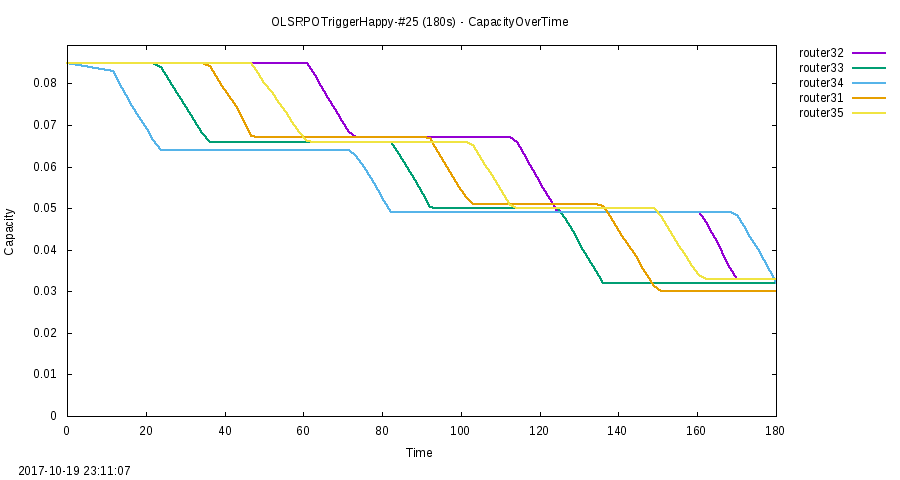 OLSRPOTriggerHappy-#25 (180s) - CapacityOverTime
router32
router33
router34
router31
router35
0.08
0.07
0.06
0.05
0.04
0.03
0.02
0.01
0
Capacity
0 20 40 60 80 100 120 140 160 180
Time
2017-10-19 23:11:07